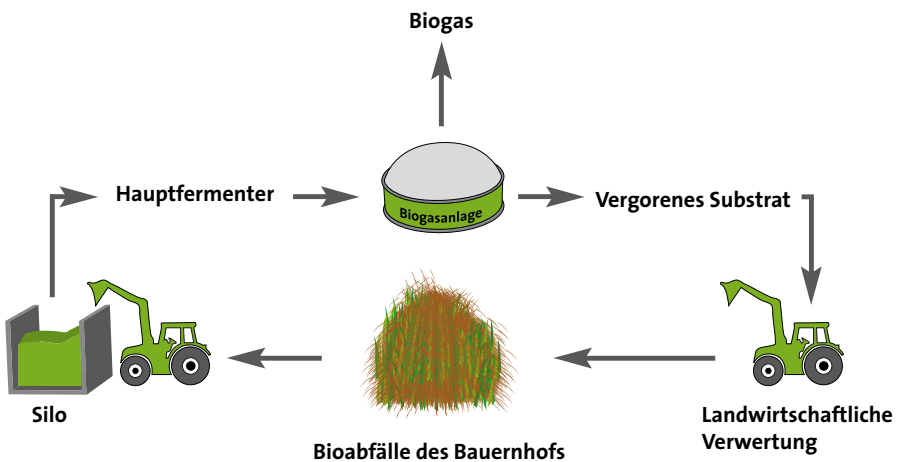 Biogas
Hauptfermenter
Biogasanlage
Vergorenes Substrat
Silo
Bioabfälle des Bauernhofs
Landwirtschaftliche
Verwertung